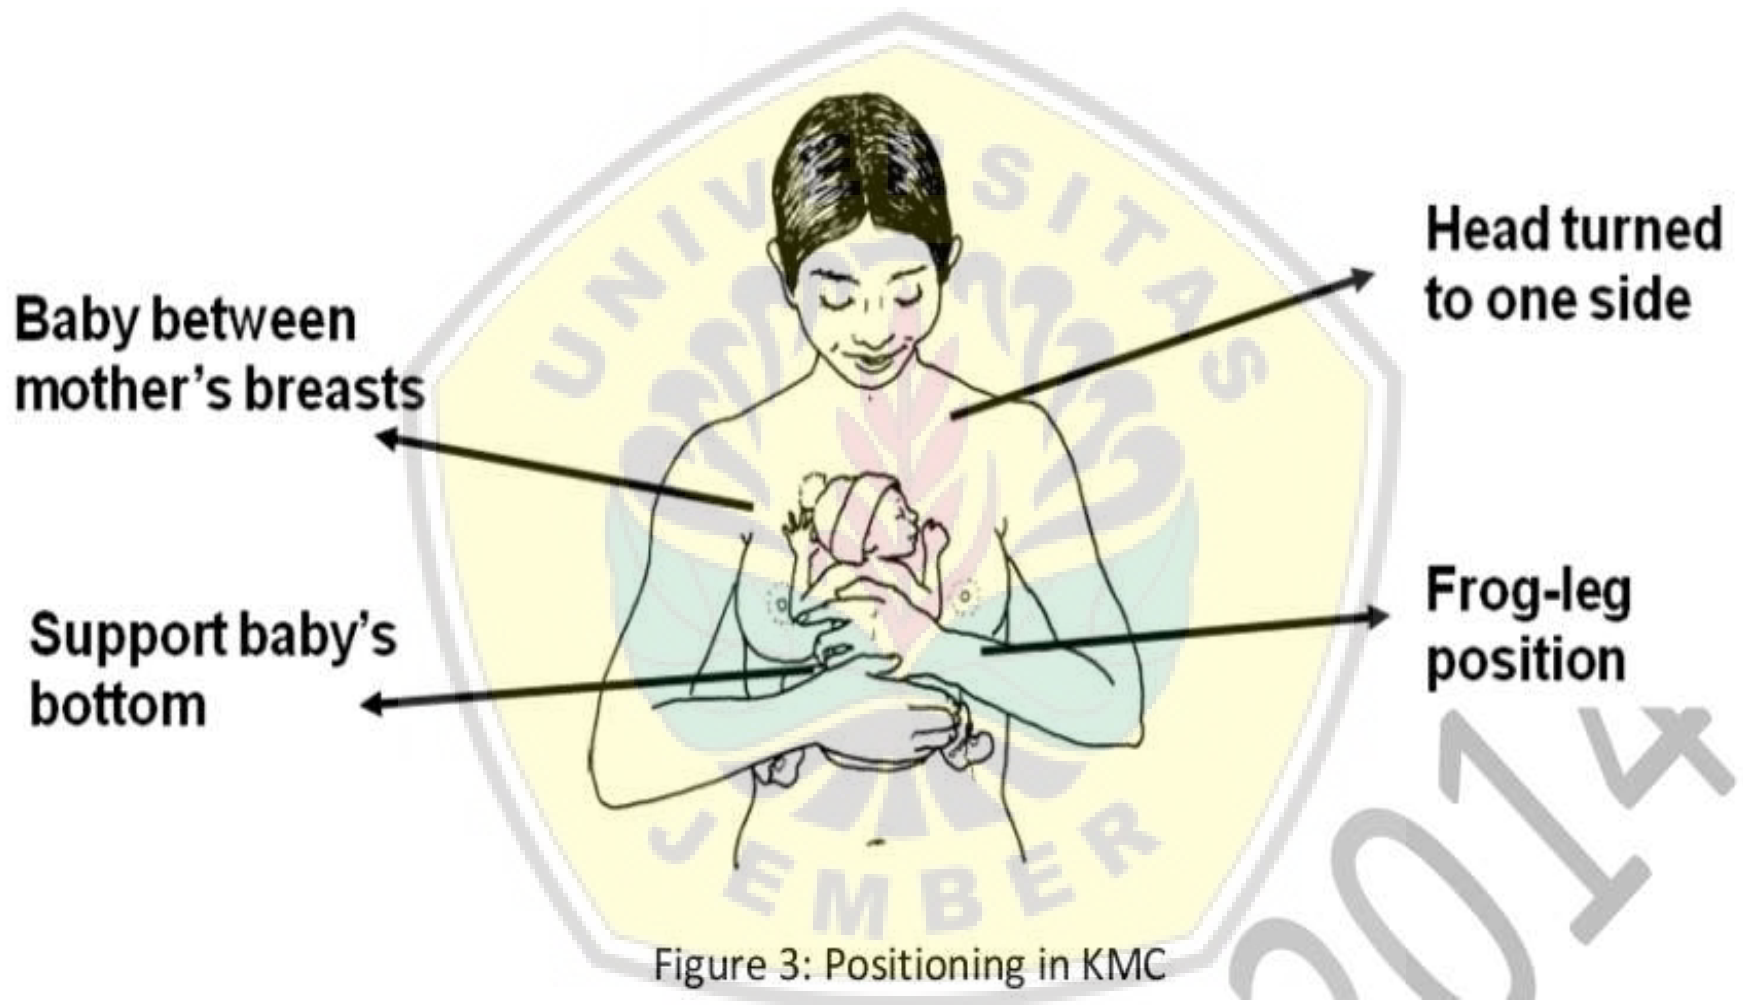 UNIVERSITAS
Head turned
to one side
Baby between
mother’s breasts
Frog-leg
position
Support baby’s
bottom
JEMBER
2014
Figure 3: Positioning in KMC